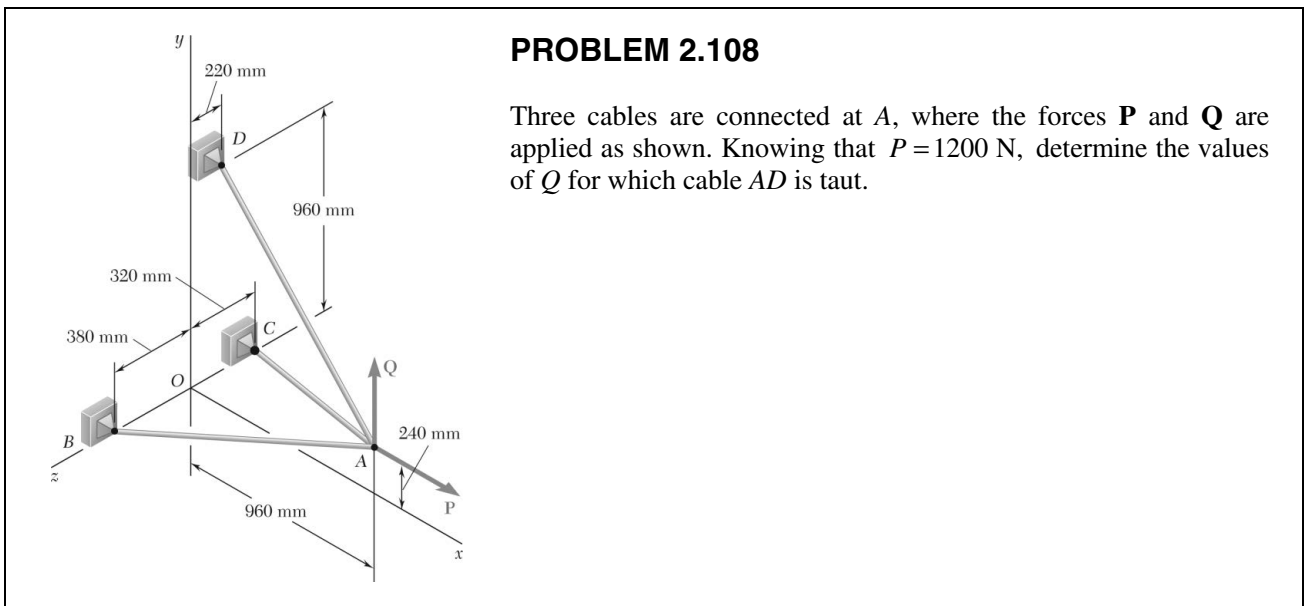 PROBLEM 2.108
Three cables are connected at A, where the forces P and Q are
applied as shown. Knowing that P = 1200 N, determine the values
of Q for which cable AD is taut.
y
220 mm
D
960 mm
320 mm
C
380 mm
O
Q
B
240 mm
A
z
960 mm
P
x